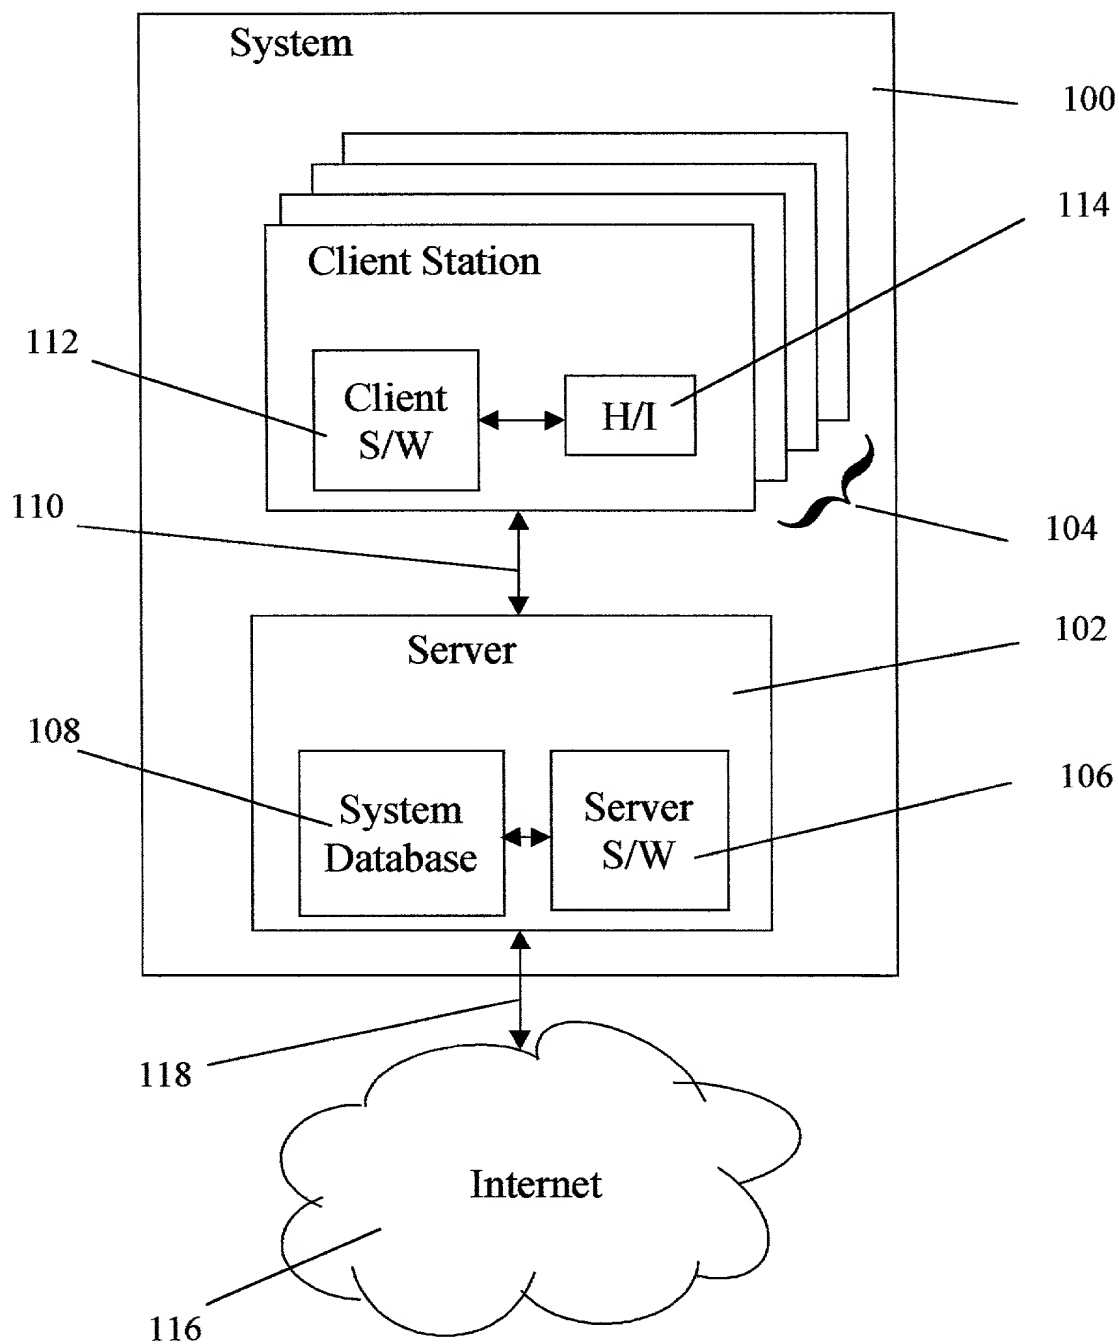 System
100
114
Client Station
112
Client
S/W
H/I
110
104
102
Server
108
106
System
Database
Server
S/W
118
Internet
116